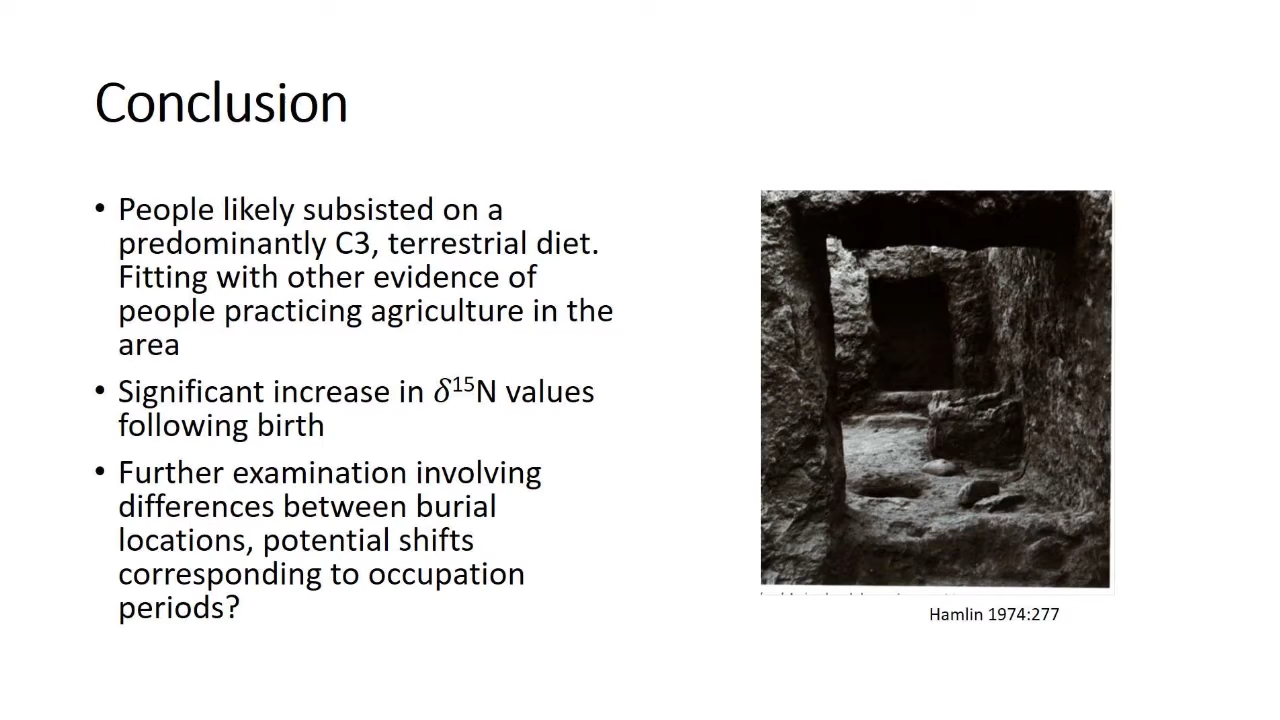 Conclusion
• People likely subsisted on a
predominantly C3, terrestrial diet.
Fitting with other evidence of
people practicing agriculture in the
area
• Significant increase in 𝛿¹⁵N values
following birth
• Further examination involving
differences between burial
locations, potential shifts
corresponding to occupation
periods?
Hamlin 1974:277